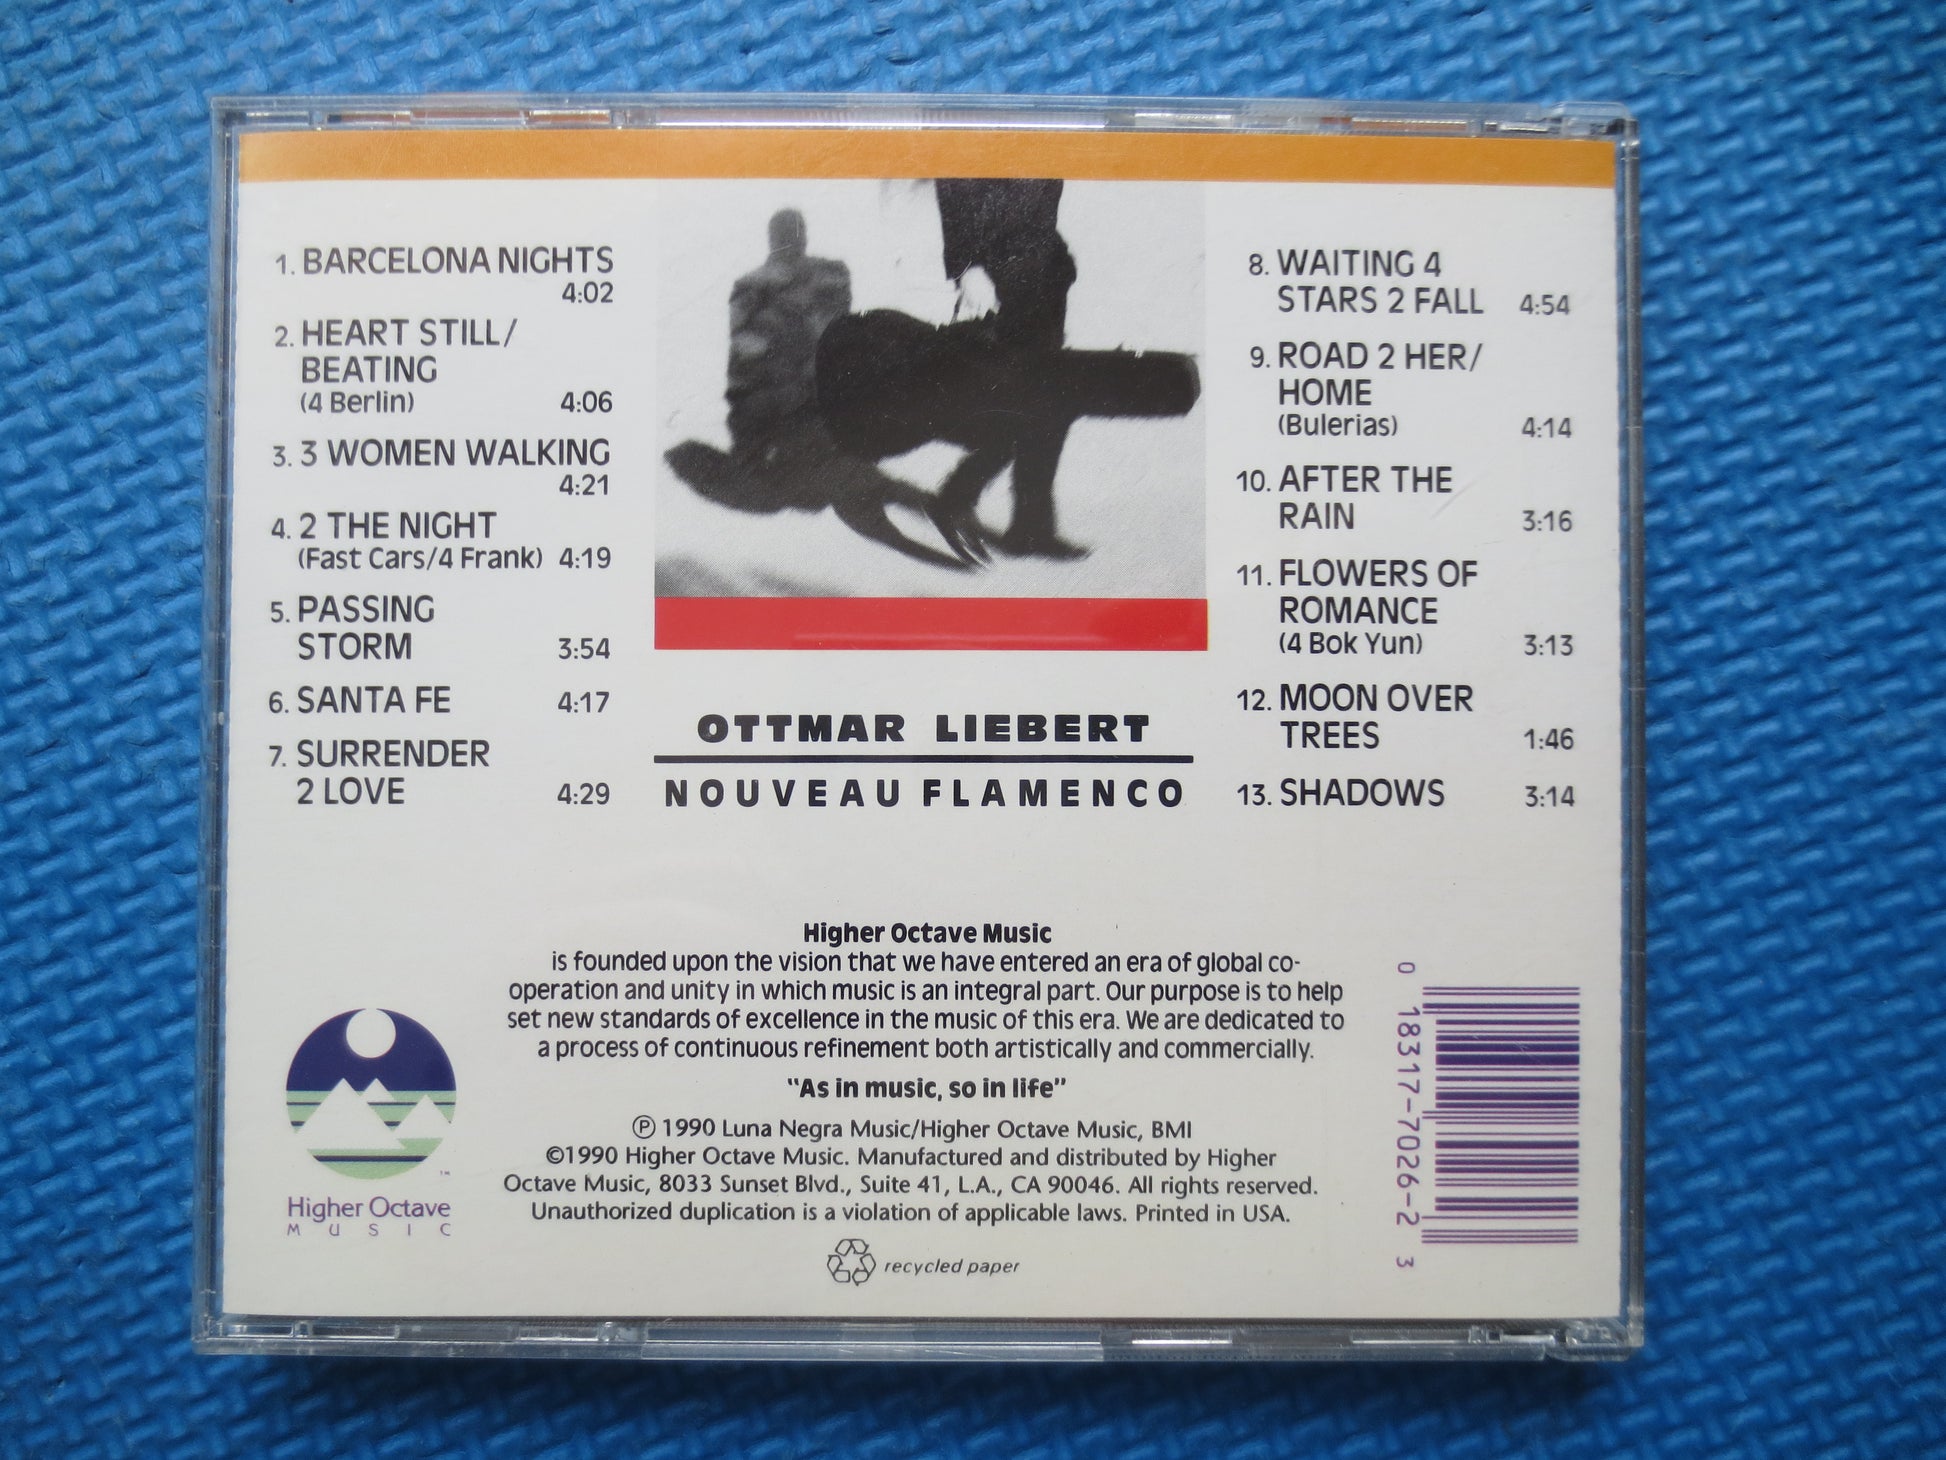 1. BARCELONA NIGHTS
4:02
2. HEART STILL/
BEATING
(4 Berlin) 4:06
3. 3 WOMEN WALKING
4:21
4. 2 THE NIGHT
(Fast Cars/4 Frank) 4:19
5. PASSING
STORM 3:54
6. SANTA FE 4:17
7. SURRENDER
2 LOVE 4:29
OTTMAR LIEBERT
NOUVEAU FLAMENCO
8. WAITING 4
STARS 2 FALL 4:54
9. ROAD 2 HER/
HOME
(Bulerias) 4:14
10. AFTER THE
RAIN 3:16
11. FLOWERS OF
ROMANCE
(4 Bok Yun) 3:13
12. MOON OVER
TREES 1:46
13. SHADOWS 3:14
Higher Octave Music
is founded upon the vision that we have entered an era of global co-
operation and unity in which music is an integral part. Our purpose is to help
set new standards of excellence in the music of this era. We are dedicated to
a process of continuous refinement both artistically and commercially.
"As in music, so in life"
℗ 1990 Luna Negra Music/Higher Octave Music, BMI
©1990 Higher Octave Music. Manufactured and distributed by Higher
Octave Music, 8033 Sunset Blvd., Suite 41, L.A., CA 90046. All rights reserved.
Unauthorized duplication is a violation of applicable laws. Printed in USA.
recycled paper
™
Higher Octave
MUSIC
0 18317-7026-2 3